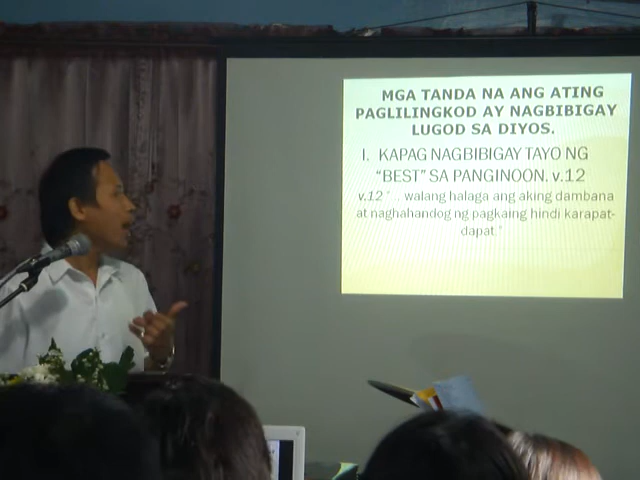 MGA TANDA NA ANG ATING
PAGLILINGKOD AY NAGBIBIGAY
LUGOD SA DIYOS.
I. KAPAG NAGBIBIGAY TAYO NG
"BEST" SA PANGINOON. v.12
v.12 " .. walang halaga ang aking dambana
at naghahandog ng pagkaing hindi karapat-
dapat."